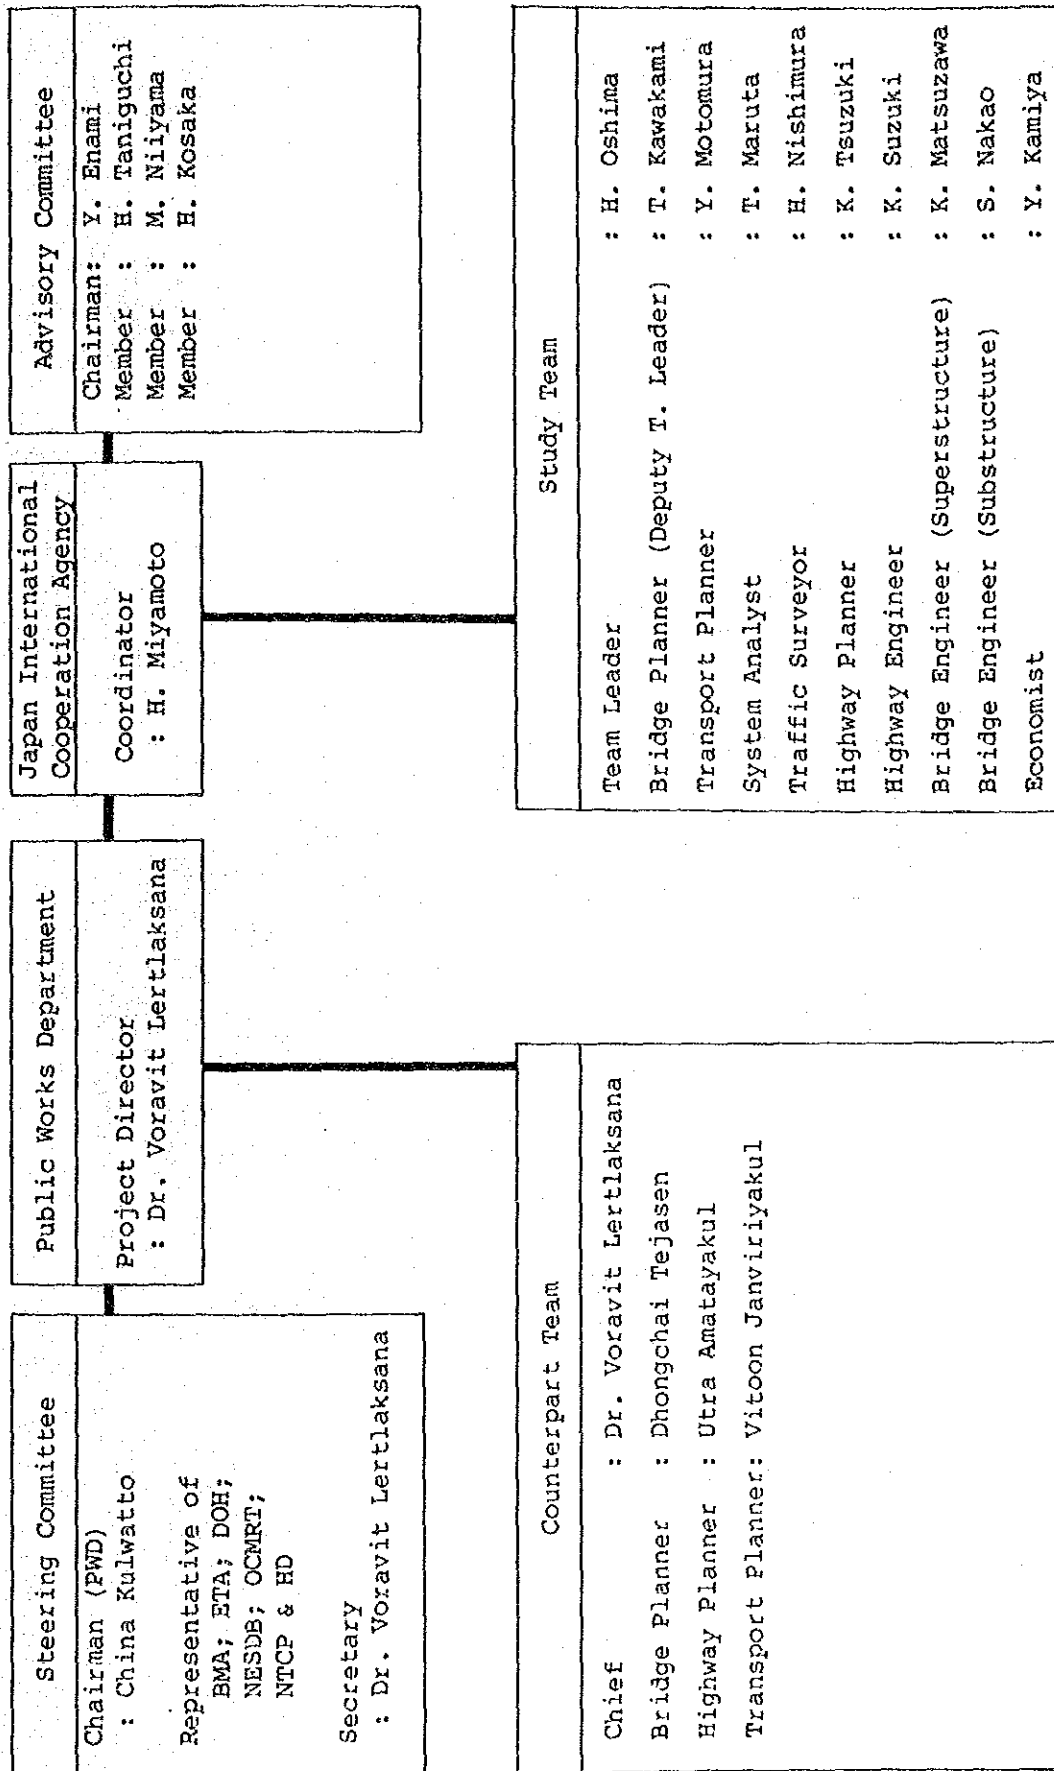 Steering Committee
Chairman (PWD)
: China Kulwatto
Representative of
BMA; ETA; DOH;
NESDB; OCMRT;
NTCP & HD
Secretary
: Dr. Voravit Lertlaksana
Public Works Department
Project Director
: Dr. Voravit Lertlaksana
Japan International
Cooperation Agency
Coordinator
: H. Miyamoto
Advisory Committee
Chairman: Y. Enami
Member : H. Taniguchi
Member : M. Niiyama
Member : H. Kosaka
Counterpart Team
Chief : Dr. Voravit Lertlaksana
Bridge Planner : Dhongchai Tejasen
Highway Planner : Utra Amatayakul
Transport Planner: Vitoon Janviriyakul
Study Team
Team Leader : H. Oshima
Bridge Planner (Deputy T. Leader) : T. Kawakami
Transport Planner : Y. Motomura
System Analyst : T. Maruta
Traffic Surveyor : H. Nishimura
Highway Planner : K. Tsuzuki
Highway Engineer : K. Suzuki
Bridge Engineer (Superstructure) : K. Matsuzawa
Bridge Engineer (Substructure) : S. Nakao
Economist : Y. Kamiya